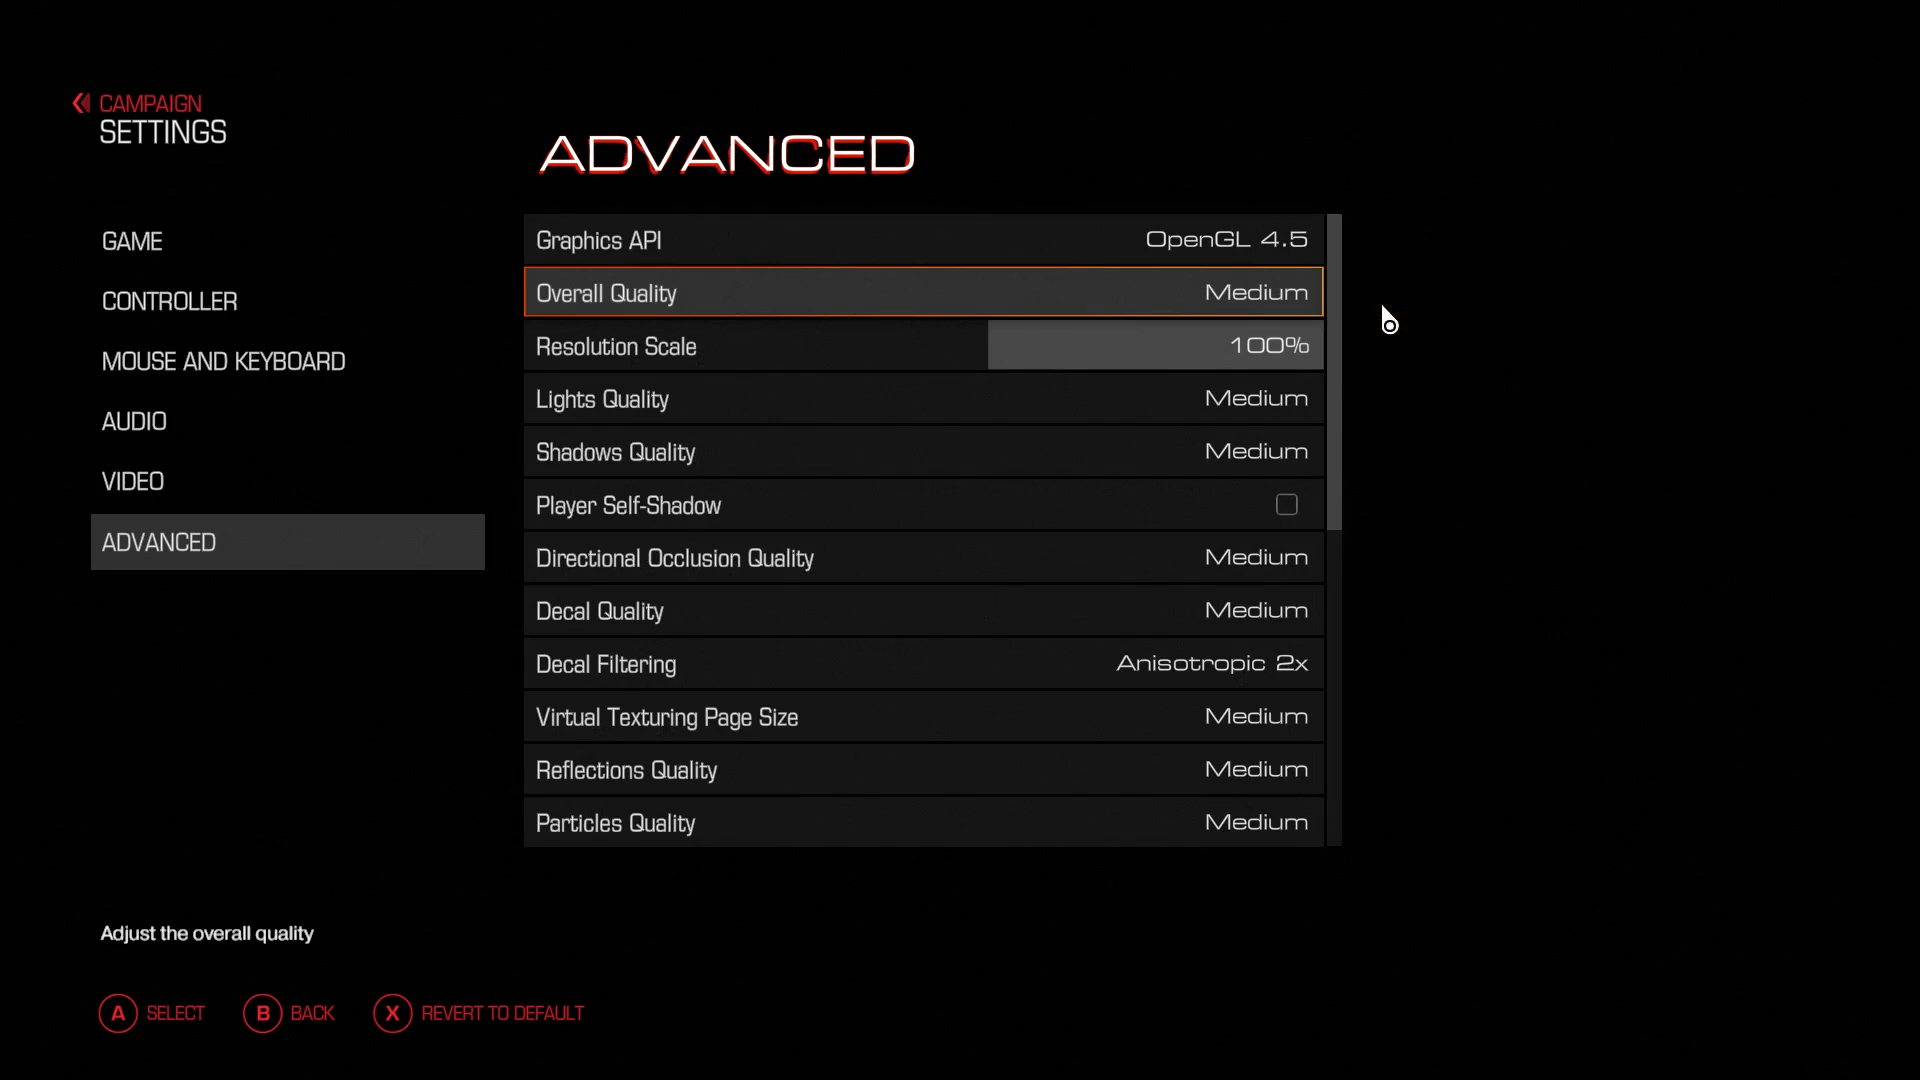 CAMPAIGN
SETTINGS
ADVANCED
GAME
CONTROLLER
MOUSE AND KEYBOARD
AUDIO
VIDEO
ADVANCED
Graphics API OpenGL 4.5
Overall Quality Medium
Resolution Scale 100%
Lights Quality Medium
Shadows Quality Medium
Player Self-Shadow
Directional Occlusion Quality Medium
Decal Quality Medium
Decal Filtering Anisotropic 2x
Virtual Texturing Page Size Medium
Reflections Quality Medium
Particles Quality Medium
Adjust the overall quality
A SELECT B BACK X REVERT TO DEFAULT